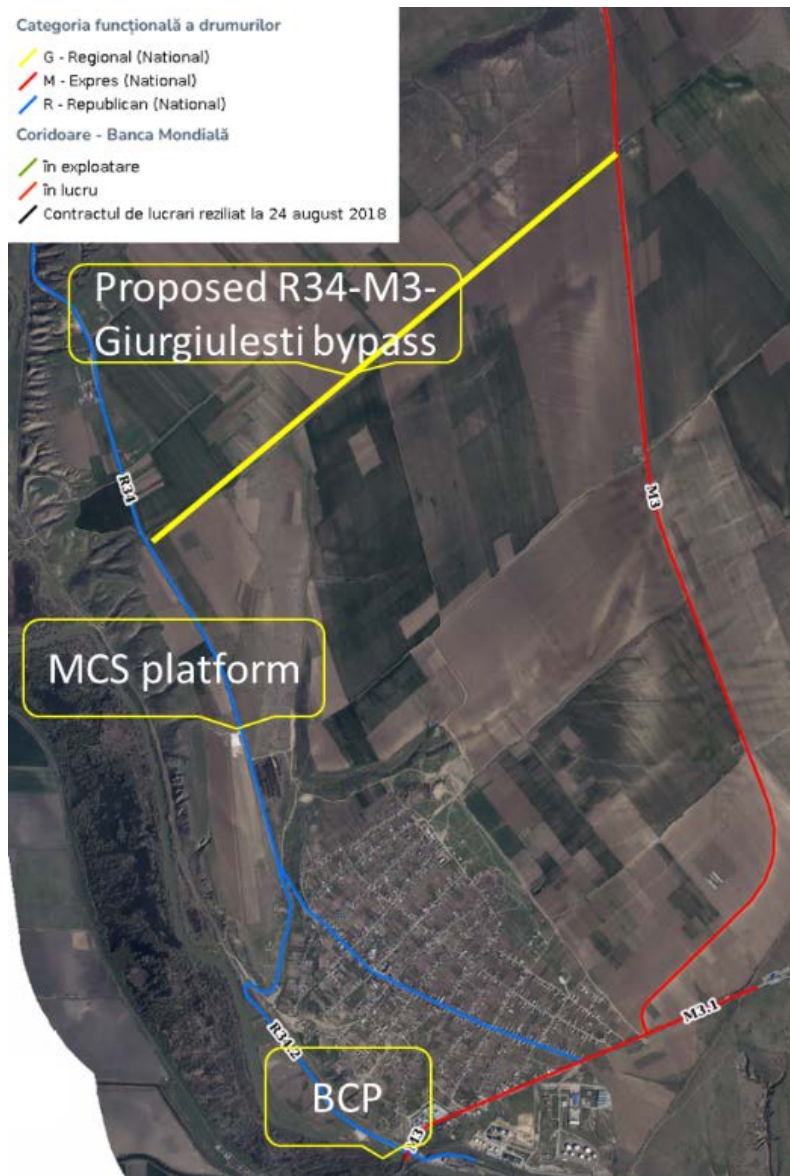 Categoria funcțională a drumurilor
G - Regional (National)
M - Expres (National)
R - Republican (National)
Coridoare - Banca Mondială
în exploatare
în lucru
Contractul de lucrari reziliat la 24 august 2018
Proposed R34-M3-
Giurgiulesti bypass
R34
M3
MCS platform
M3.1
R34.2
BCP
M3